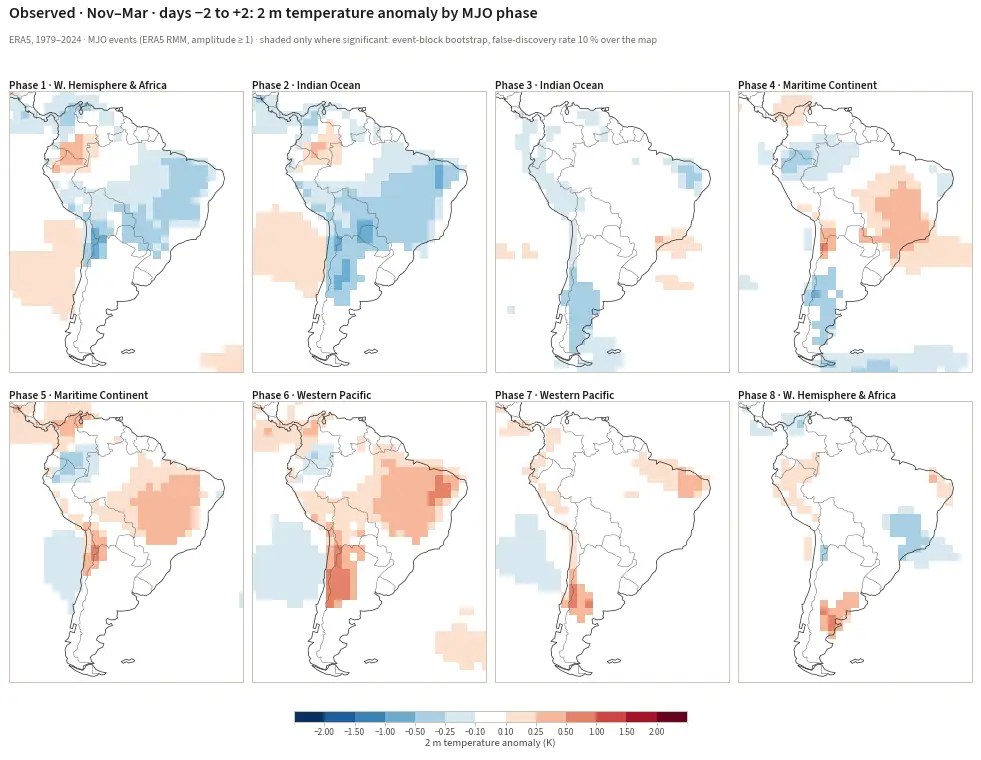 Observed · Nov–Mar · days −2 to +2: 2 m temperature anomaly by MJO phase
ERA5, 1979–2024 · MJO events (ERA5 RMM, amplitude ≥ 1) · shaded only where significant: event-block bootstrap, false-discovery rate 10 % over the map
Phase 1 · W. Hemisphere & Africa
Phase 2 · Indian Ocean
Phase 3 · Indian Ocean
Phase 4 · Maritime Continent
Phase 5 · Maritime Continent
Phase 6 · Western Pacific
Phase 7 · Western Pacific
Phase 8 · W. Hemisphere & Africa
−2.00 −1.50 −1.00 −0.50 −0.25 −0.10 0.10 0.25 0.50 1.00 1.50 2.00
2 m temperature anomaly (K)